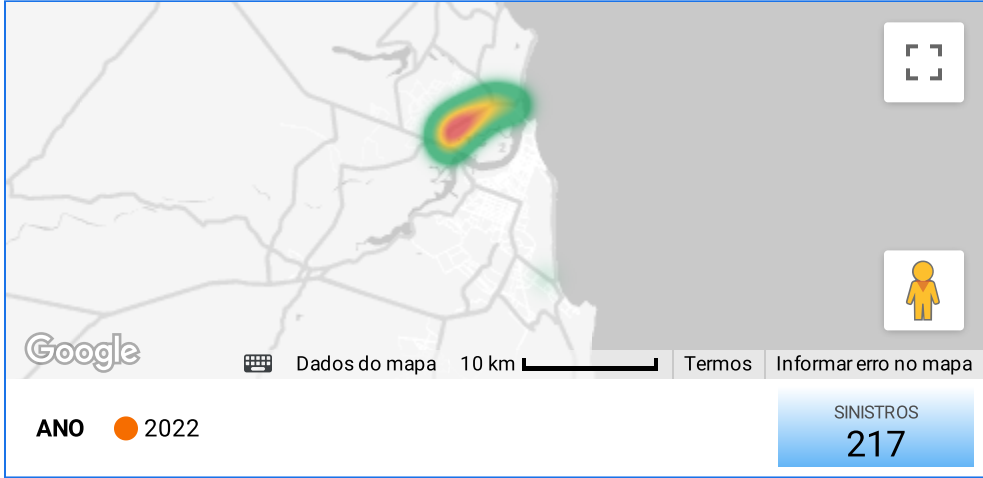 Google
Dados do mapa
10 km
Termos
Informar erro no mapa
ANO
2022
SINISTROS
217